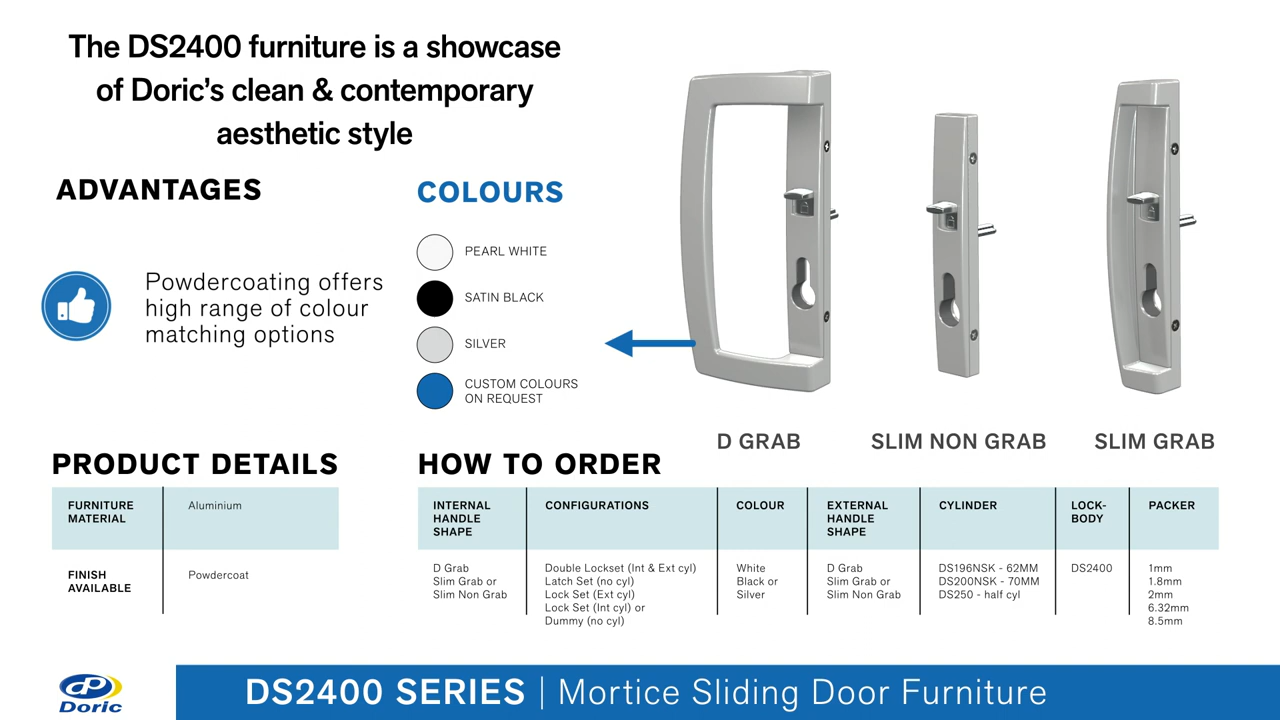 The DS2400 furniture is a showcase
of Doric's clean & contemporary
aesthetic style
ADVANTAGES
Powdercoating offers
high range of colour
matching options
COLOURS
PEARL WHITE
SATIN BLACK
SILVER
CUSTOM COLOURS
ON REQUEST
D GRAB
SLIM NON GRAB
SLIM GRAB
PRODUCT DETAILS
FURNITURE
MATERIAL
Aluminium
FINISH
AVAILABLE
Powdercoat
HOW TO ORDER
INTERNAL
HANDLE
SHAPE
CONFIGURATIONS
COLOUR
EXTERNAL
HANDLE
SHAPE
CYLINDER
LOCK-
BODY
PACKER
D Grab
Slim Grab or
Slim Non Grab
Double Lockset (Int & Ext cyl)
Latch Set (no cyl)
Lock Set (Ext cyl)
Lock Set (Int cyl) or
Dummy (no cyl)
White
Black or
Silver
D Grab
Slim Grab or
Slim Non Grab
DS196NSK - 62MM
DS200NSK - 70MM
DS250 - half cyl
DS2400
1mm
1.8mm
2mm
6.32mm
8.5mm
Doric
DS2400 SERIES | Mortice Sliding Door Furniture